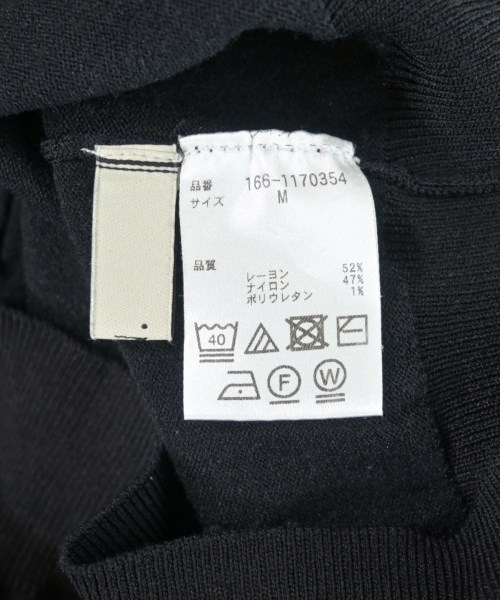 品番 166-1170354
サイズ M
品質
レーヨン 52%
ナイロン 47%
ポリウレタン 1%
40
F W